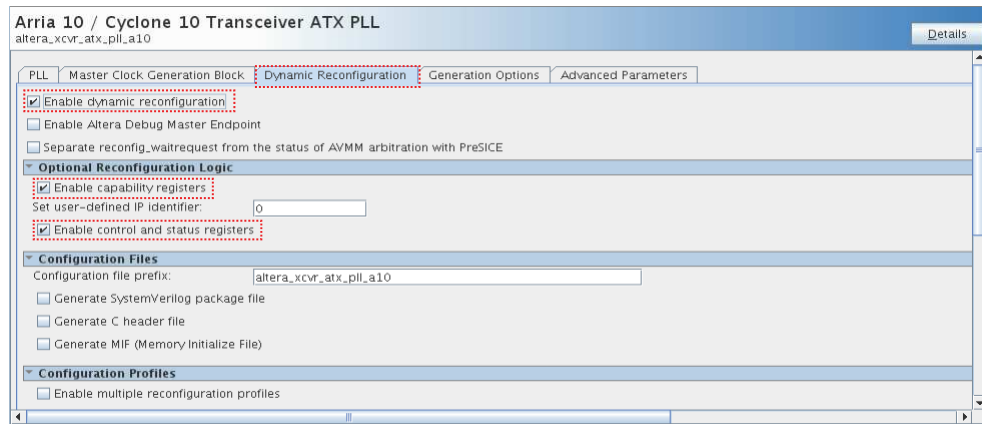 Arria 10 / Cyclone 10 Transceiver ATX PLL
altera_xcvr_atx_pll_a10
Details
PLL Master Clock Generation Block Dynamic Reconfiguration Generation Options Advanced Parameters
Enable dynamic reconfiguration
Enable Altera Debug Master Endpoint
Separate reconfig_waitrequest from the status of AVMM arbitration with PreSICE
Optional Reconfiguration Logic
Enable capability registers
Set user-defined IP identifier: 0
Enable control and status registers
Configuration Files
Configuration file prefix: altera_xcvr_atx_pll_a10
Generate SystemVerilog package file
Generate C header file
Generate MIF (Memory Initialize File)
Configuration Profiles
Enable multiple reconfiguration profiles